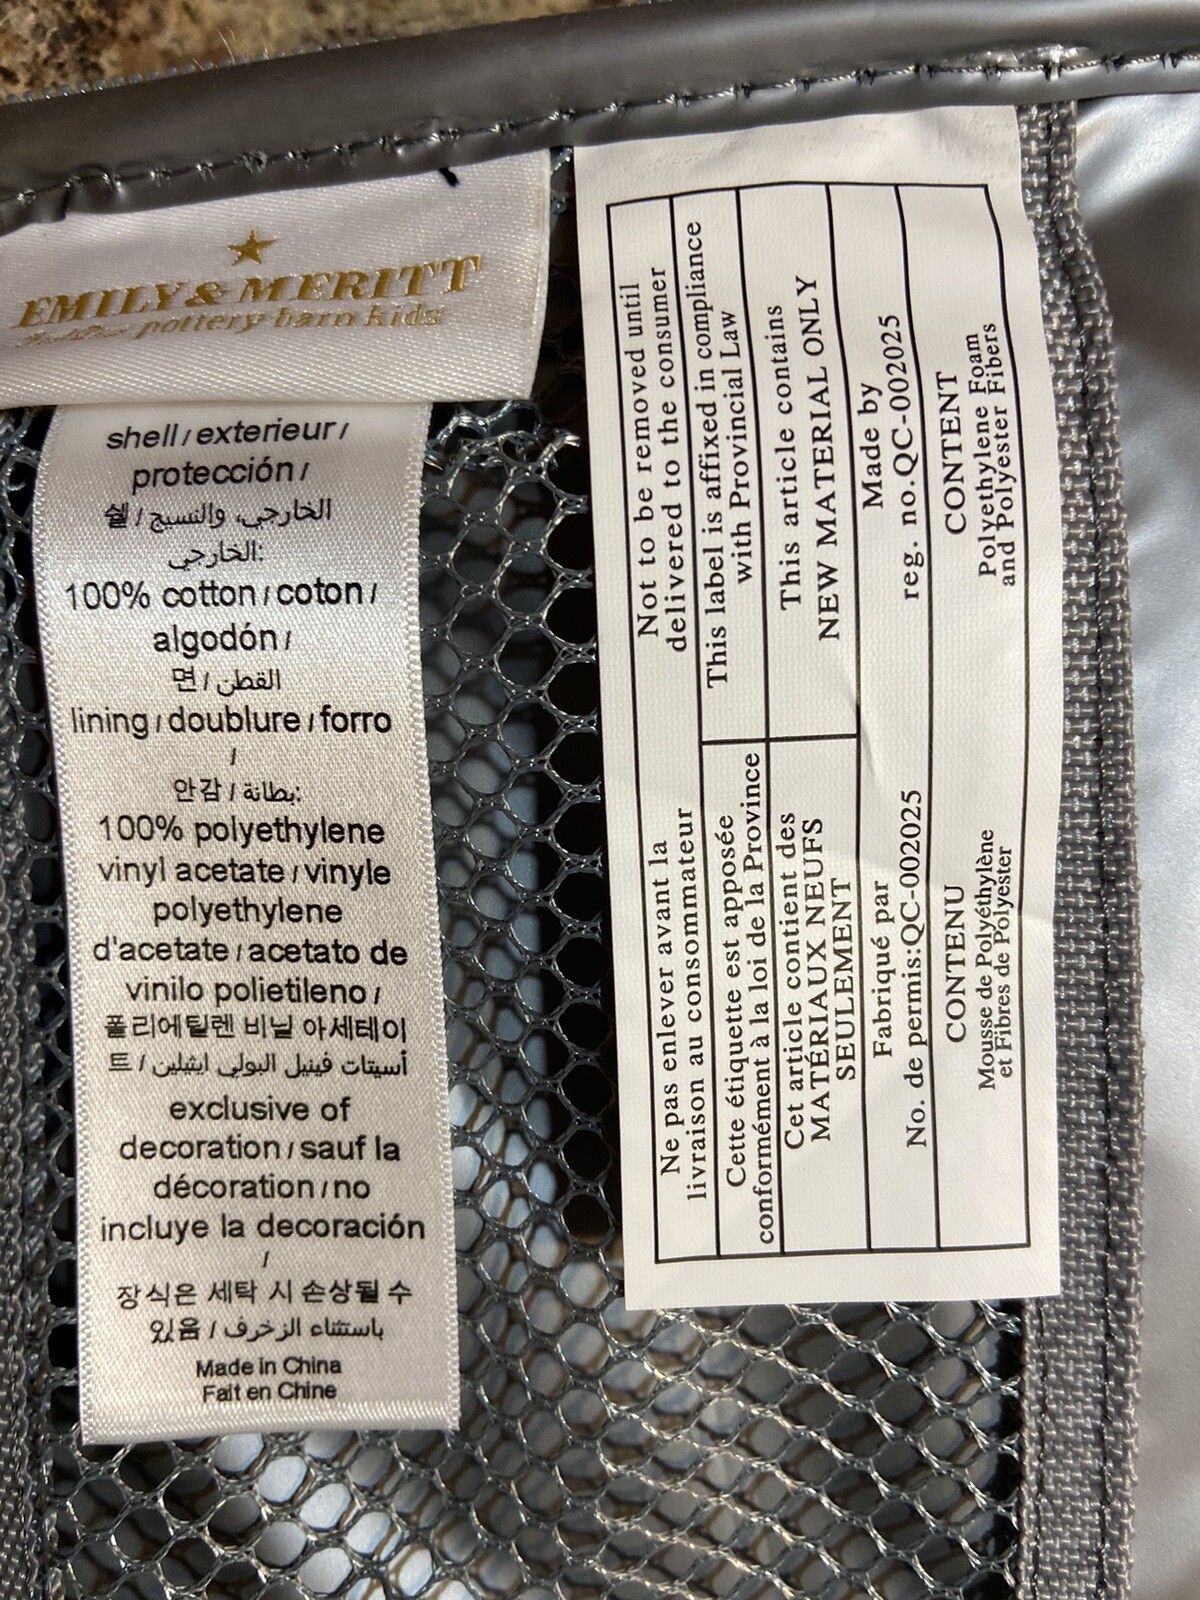 EMILY & MERITT
pottery barn kids
shell / exterieur /
protección /
쉘 / الخارجي، والنسيج
الخارجي:
100% cotton / coton /
algodón /
면 / القطن
lining / doublure / forro
/
안감 / بطانة:
100% polyethylene
vinyl acetate / vinyle
polyethylene
d'acetate / acetato de
vinilo polietileno /
폴리에틸렌 비닐 아세테이
트 / أسيتات فينيل البولي ايثيلين
exclusive of
decoration / sauf la
décoration / no
incluye la decoración
/
장식은 세탁 시 손상될 수
있음 / باستثناء الزخرف
Made in China
Fait en Chine
Not to be removed until
delivered to the consumer
This label is affixed in compliance
with Provincial Law
This article contains
NEW MATERIAL ONLY
Made by
reg. no.QC-002025
CONTENT
Polyethylene Foam
and Polyester Fibers
Ne pas enlever avant la
livraison au consommateur
Cette étiquette est apposée
conformément à la loi de la Province
Cet article contient des
MATÉRIAUX NEUFS
SEULEMENT
Fabriqué par
No. de permis:QC-002025
CONTENU
Mousse de Polyéthylène
et Fibres de Polyester